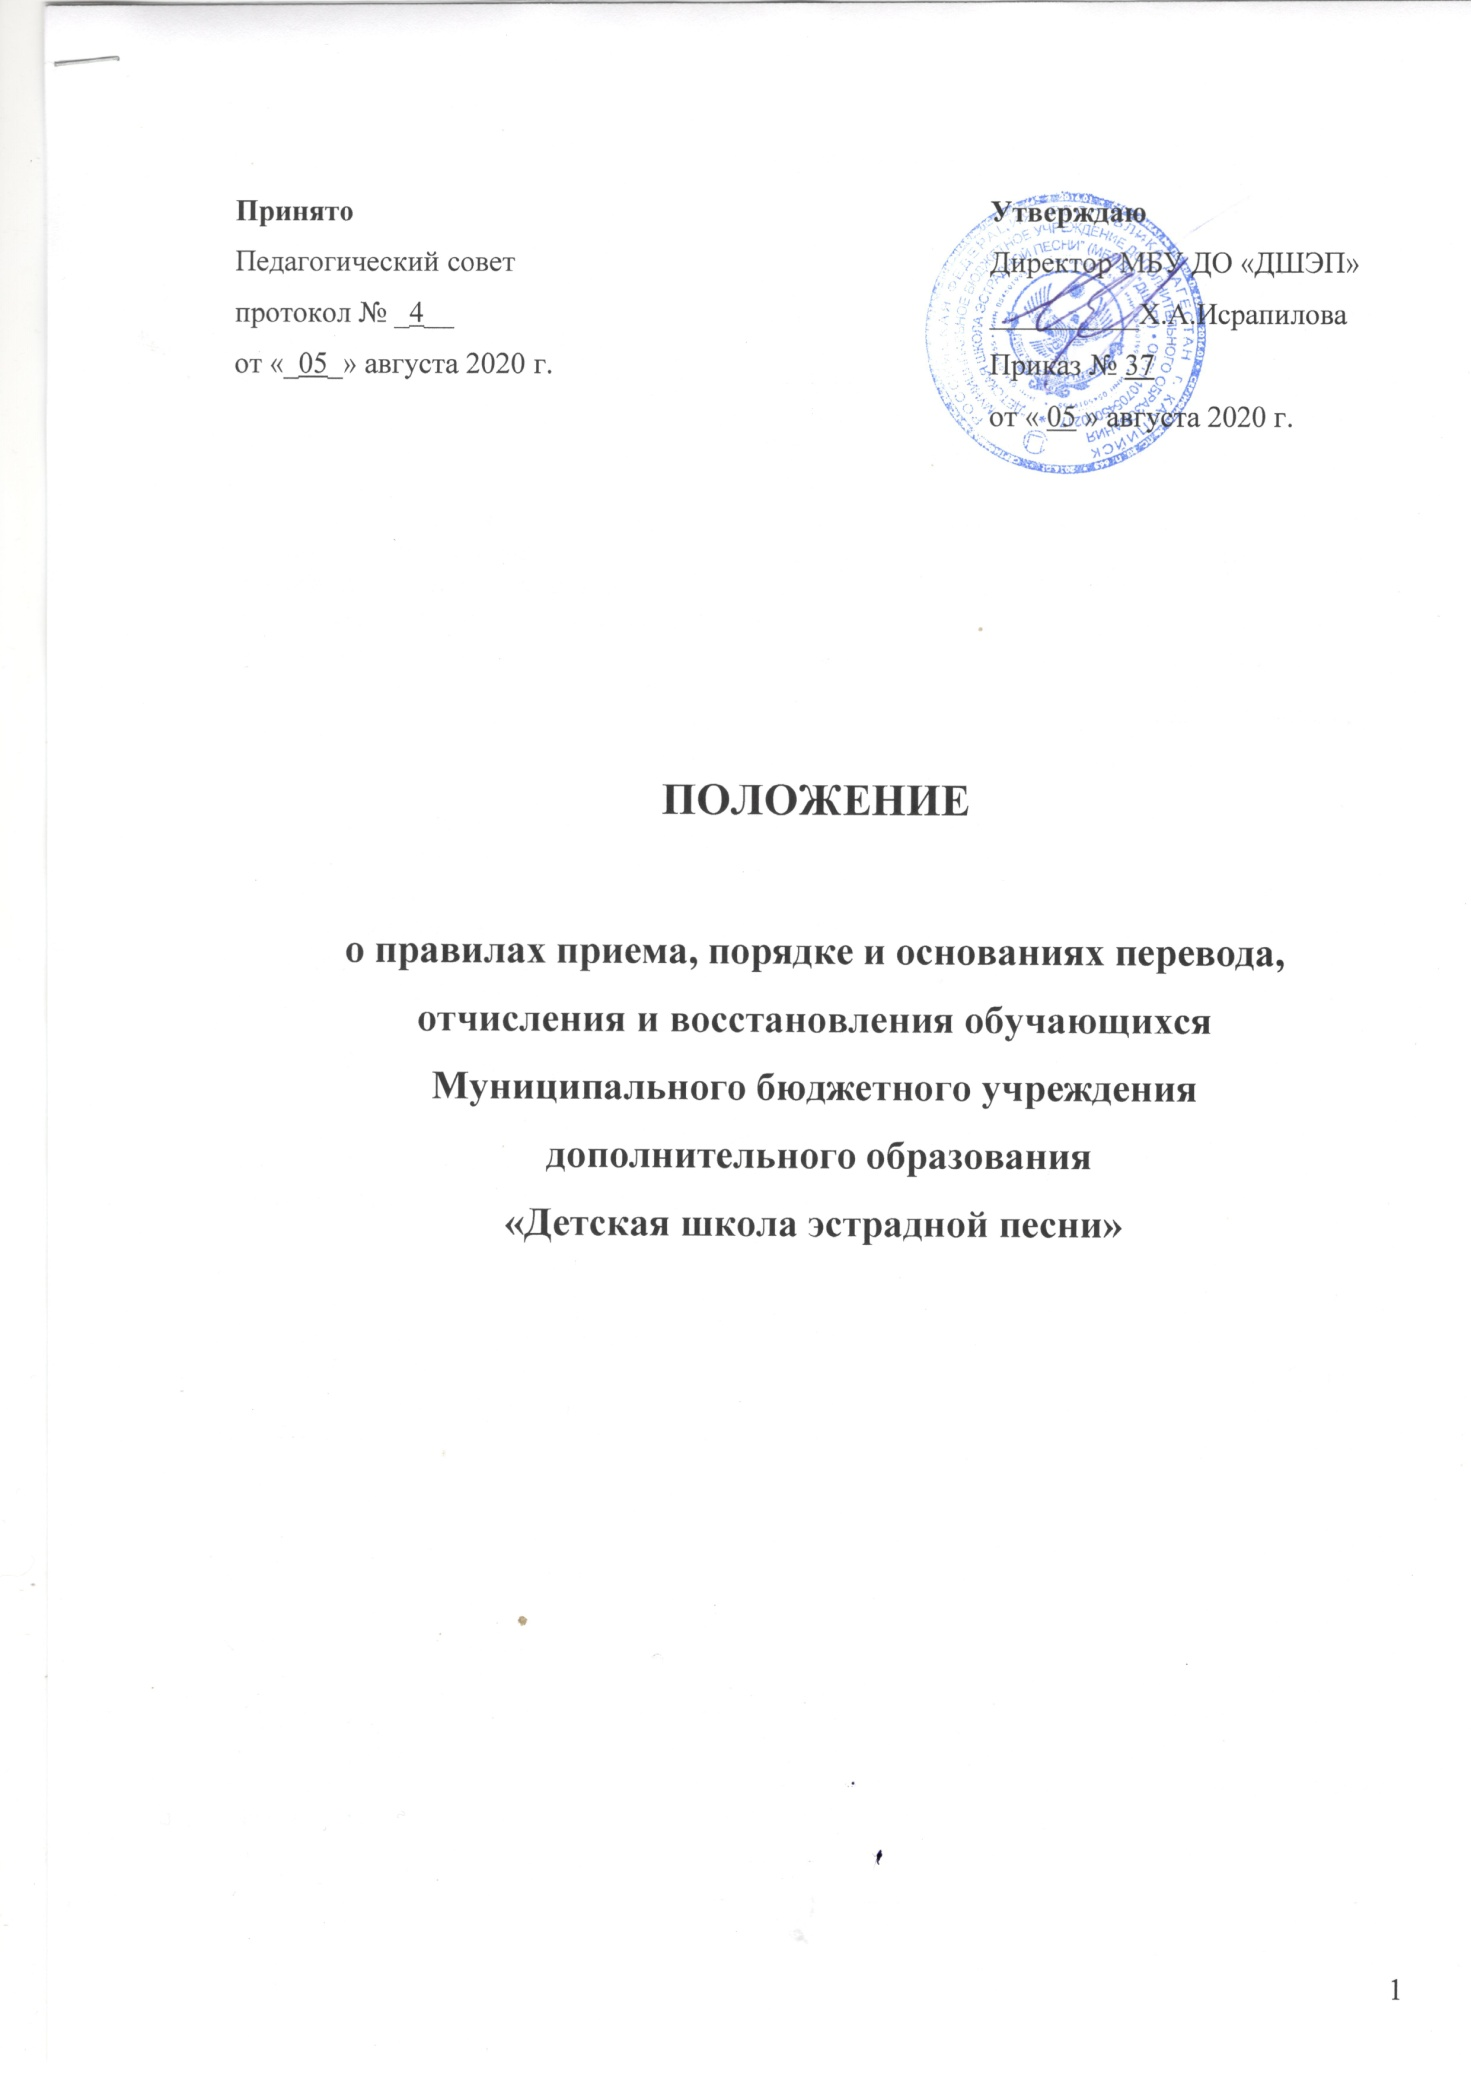 Принято
Педагогический совет
протокол № _4__
от «_05_» августа 2020 г.
Утверждаю
Директор МБУ ДО «ДШЭП»
___________Х.А.Исрапилова
Приказ № 37
от « 05 » августа 2020 г.
ПОЛОЖЕНИЕ
о правилах приема, порядке и основаниях перевода,
отчисления и восстановления обучающихся
Муниципального бюджетного учреждения
дополнительного образования
«Детская школа эстрадной песни»
1